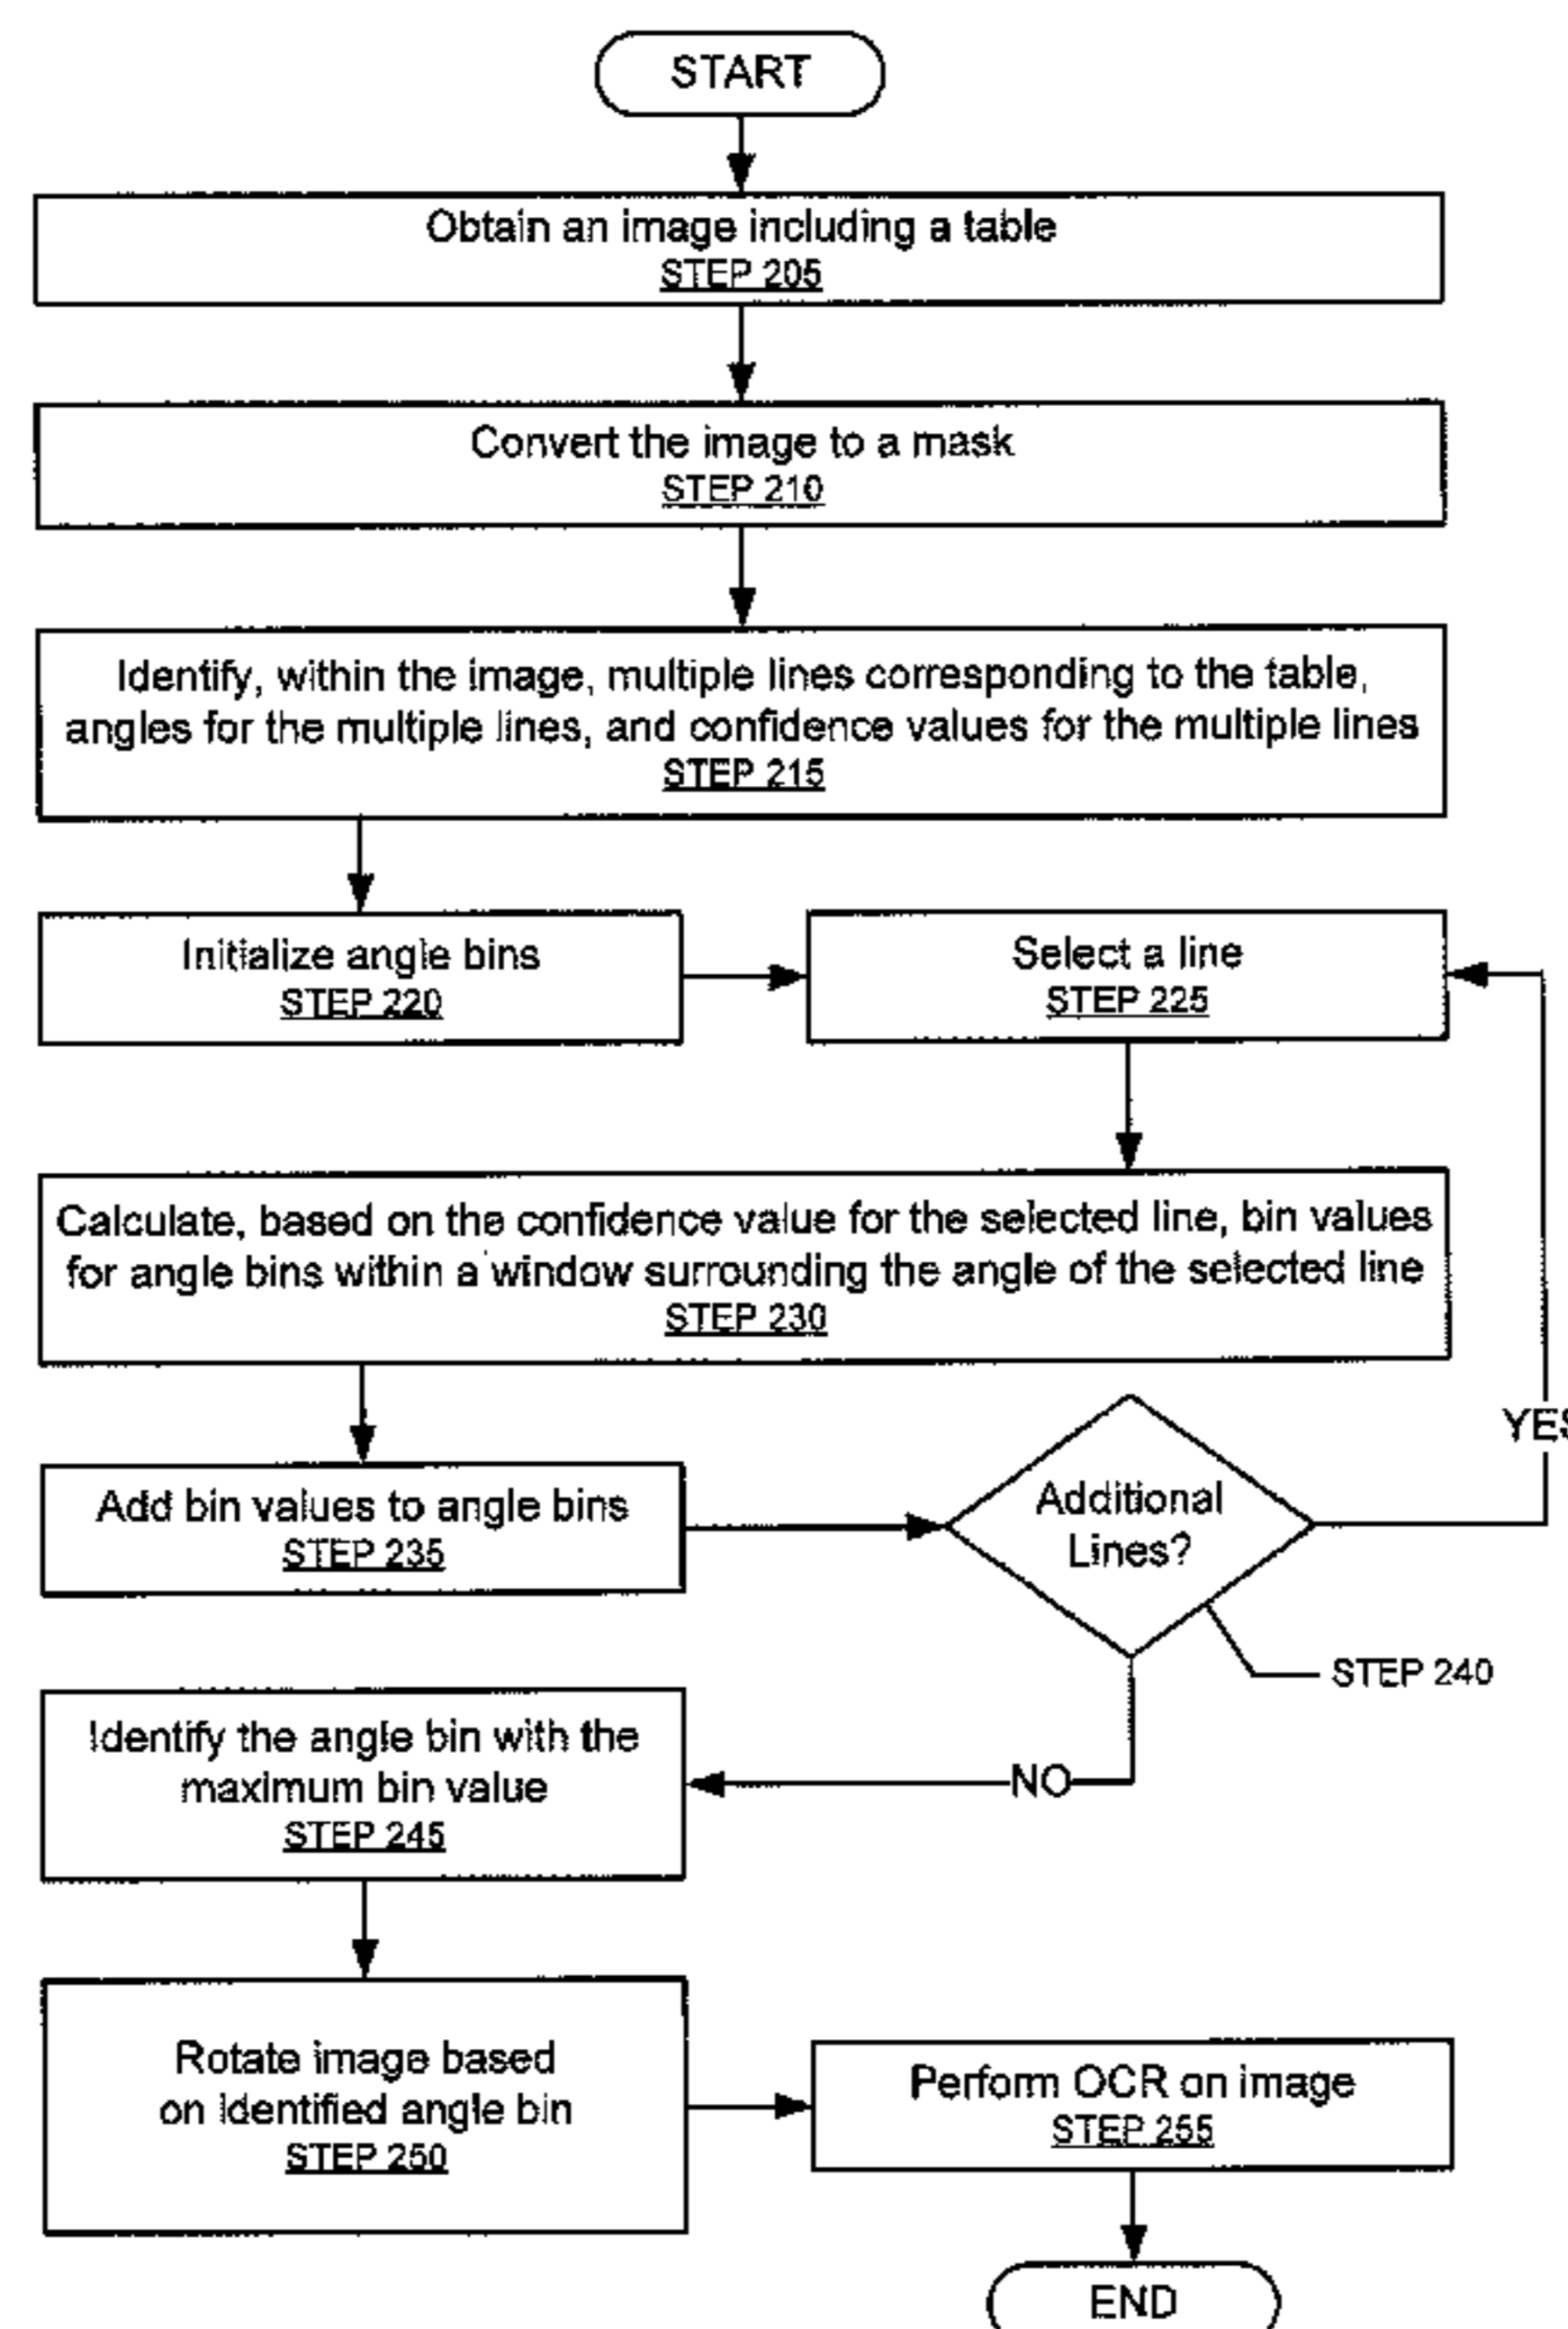 START
Obtain an image including a table
STEP 205
Convert the image to a mask
STEP 210
Identify, within the image, multiple lines corresponding to the table,
angles for the multiple lines, and confidence values for the multiple lines
STEP 215
Initialize angle bins
STEP 220
Select a line
STEP 225
Calculate, based on the confidence value for the selected line, bin values
for angle bins within a window surrounding the angle of the selected line
STEP 230
YES
Add bin values to angle bins
STEP 235
Additional
Lines?
STEP 240
Identify the angle bin with the
maximum bin value
STEP 245
NO
Rotate image based
on identified angle bin
STEP 250
Perform OCR on image
STEP 255
END